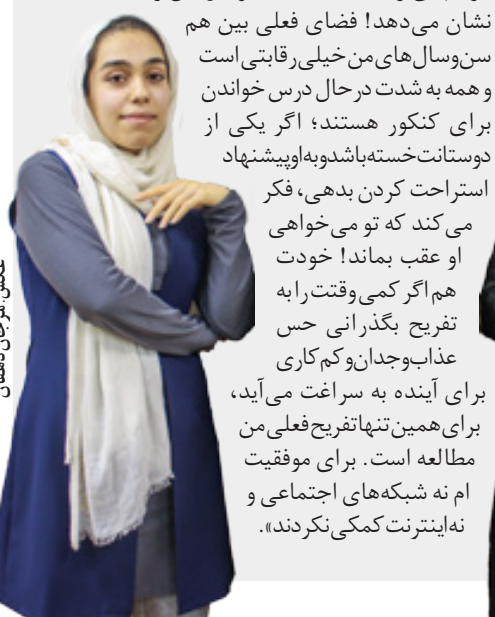 نشان می‌دهد! فضای فعلی بین هم
سن‌وسال‌های من خیلی رقابتی است
و همه به شدت درحال درس خواندن
برای کنکور هستند؛ اگر یکی از
دوستانت خسته باشد و به او پیشنهاد
استراحت کردن بدهی، فکر
می‌کند که تو می‌خواهی
او عقب بماند! خودت
هم اگر کمی وقتت را به
تفریح بگذرانی حس
عذاب وجدان و کم کاری
برای آینده به سراغت می‌آید،
برای همین تنها تفریح فعلی من
مطالعه است. برای موفقیت
ام نه شبکه‌های اجتماعی و
نه اینترنت کمکی نکردند».